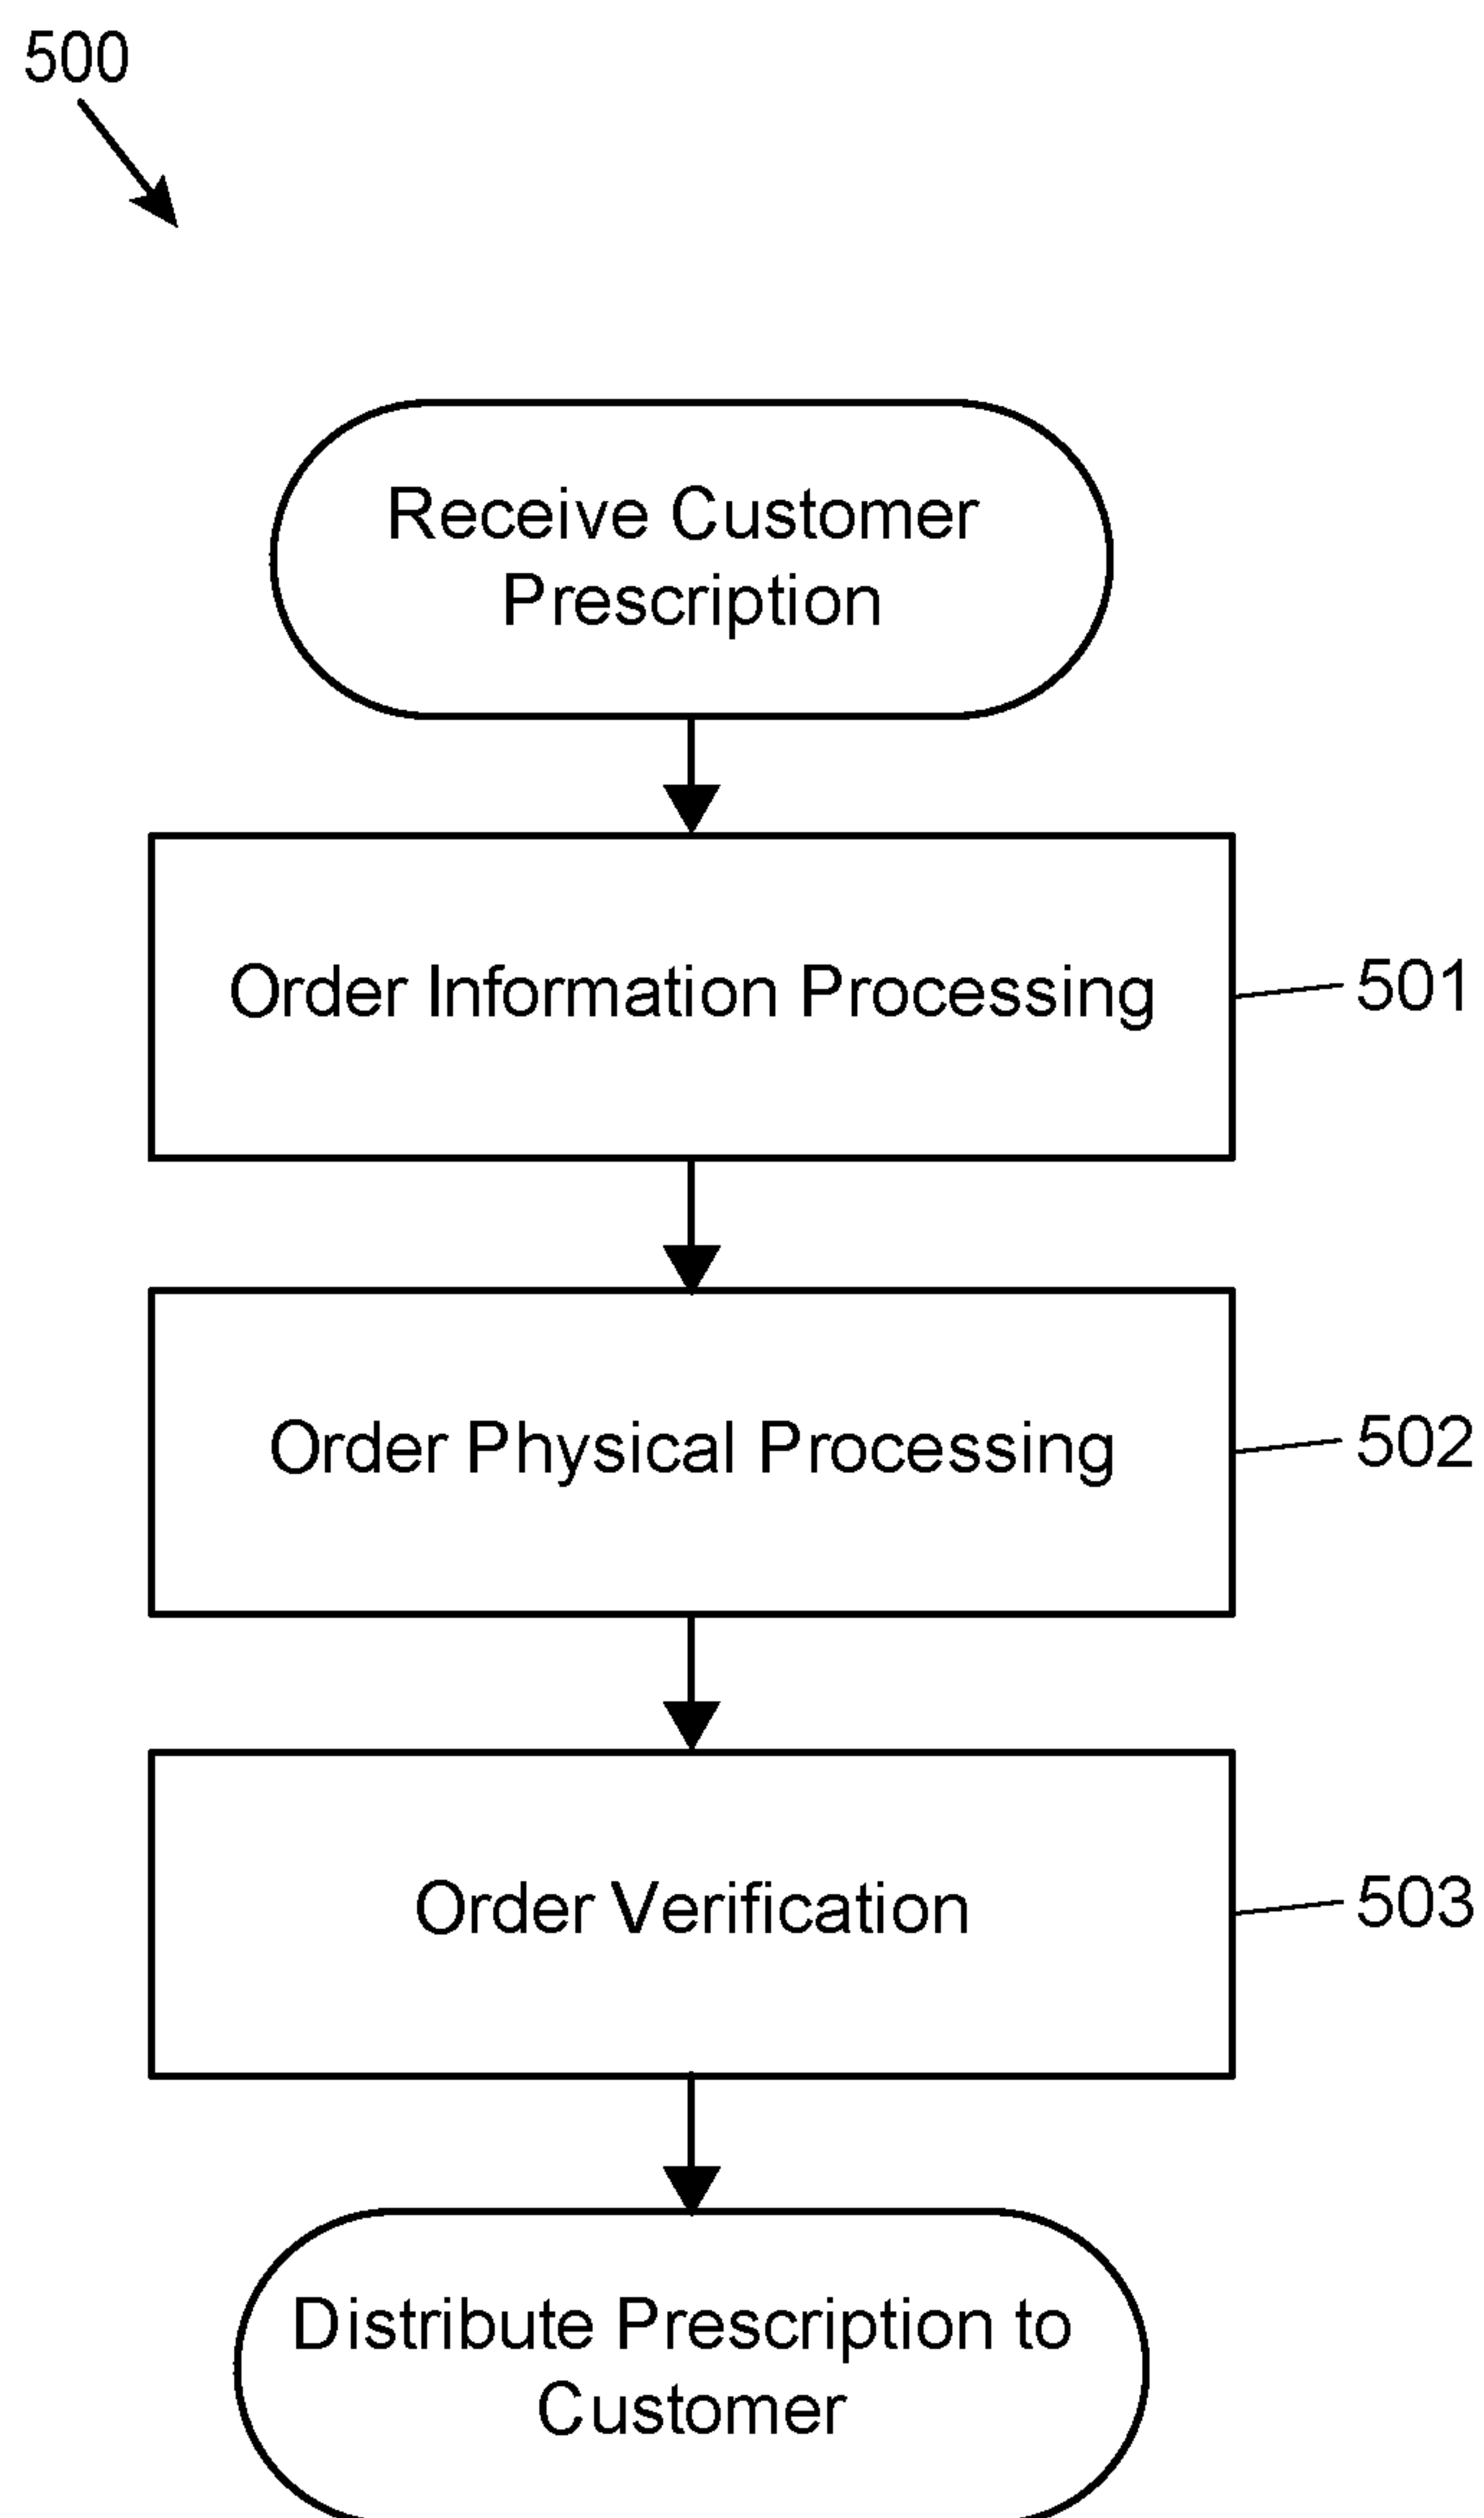 500
Receive Customer
Prescription
Order Information Processing
501
Order Physical Processing
502
Order Verification
503
Distribute Prescription to
Customer